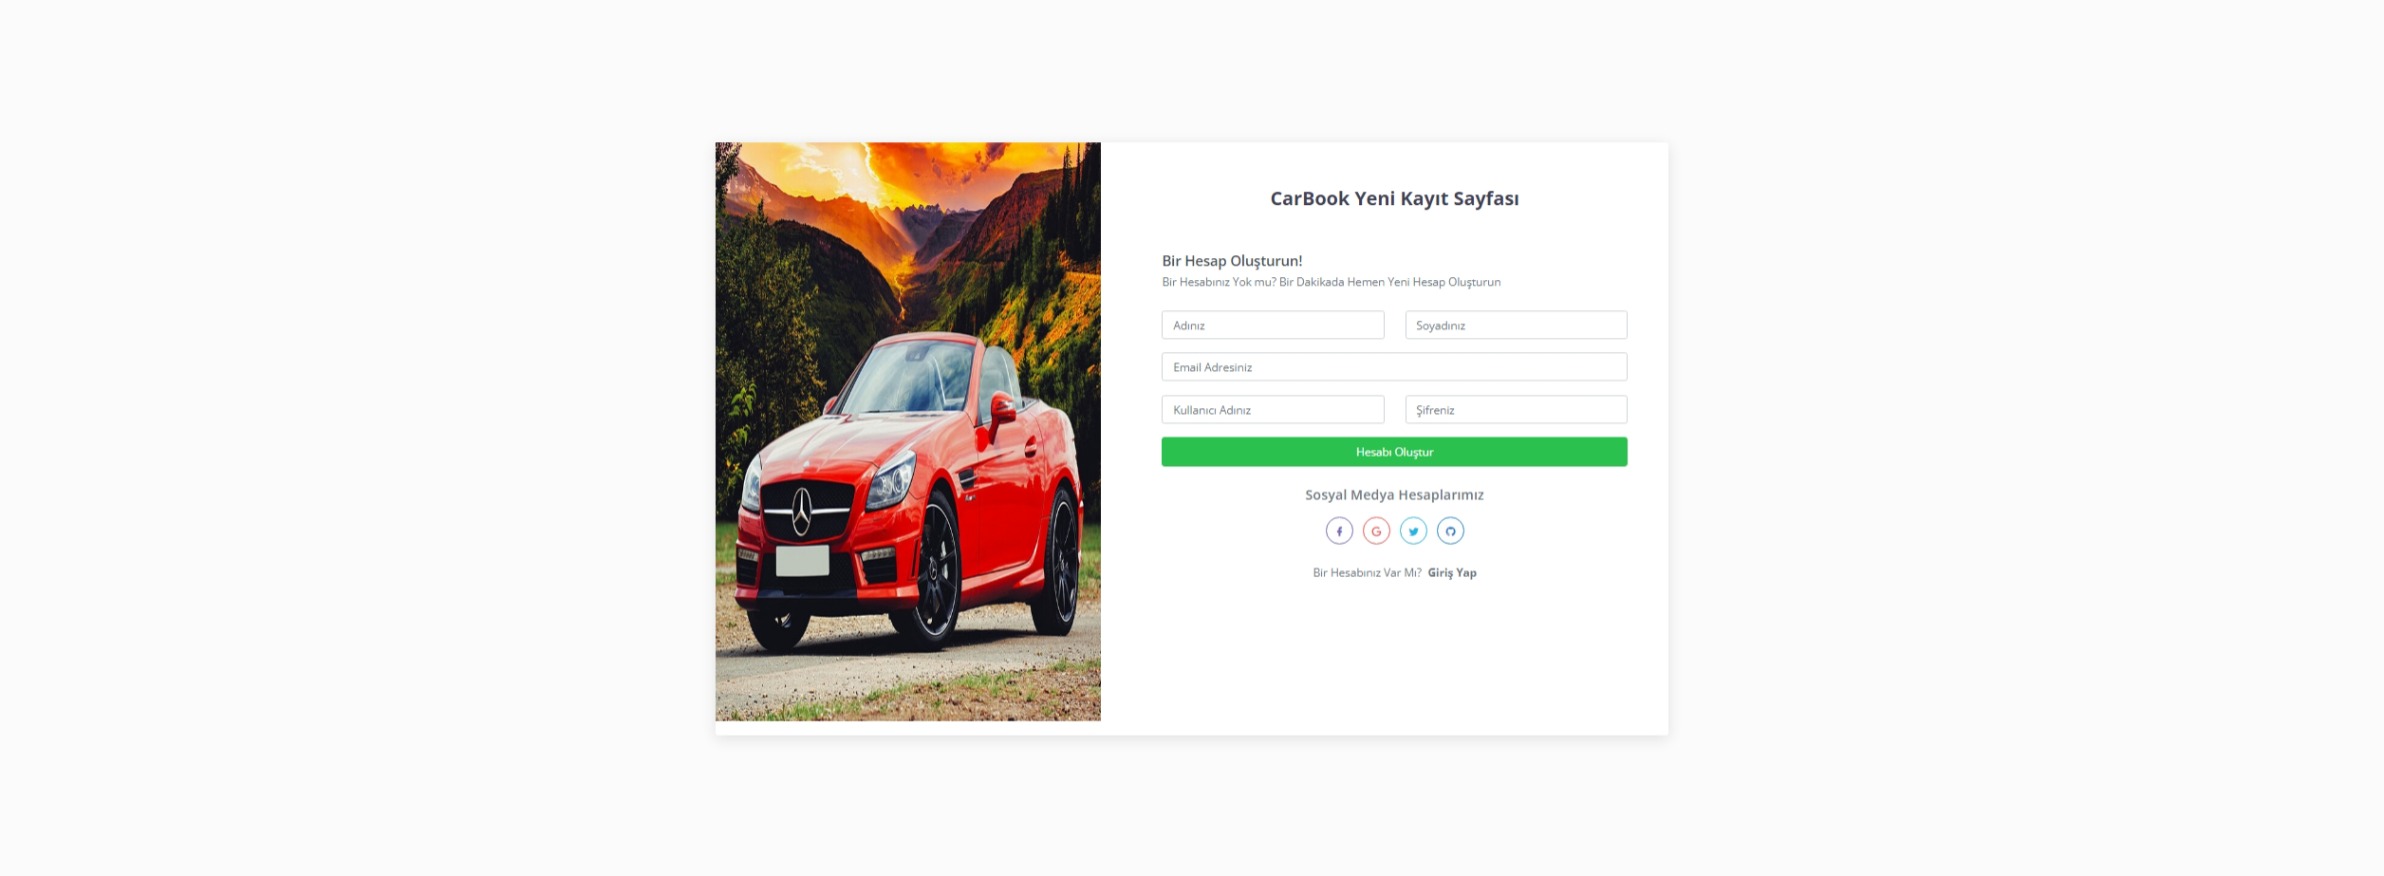 CarBook Yeni Kayıt Sayfası
Bir Hesap Oluşturun!
Bir Hesabınız Yok mu? Bir Dakikada Hemen Yeni Hesap Oluşturun
Adınız Soyadınız
Email Adresiniz
Kullanıcı Adınız Şifreniz
Hesabı Oluştur
Sosyal Medya Hesaplarımız
Bir Hesabınız Var Mı? Giriş Yap